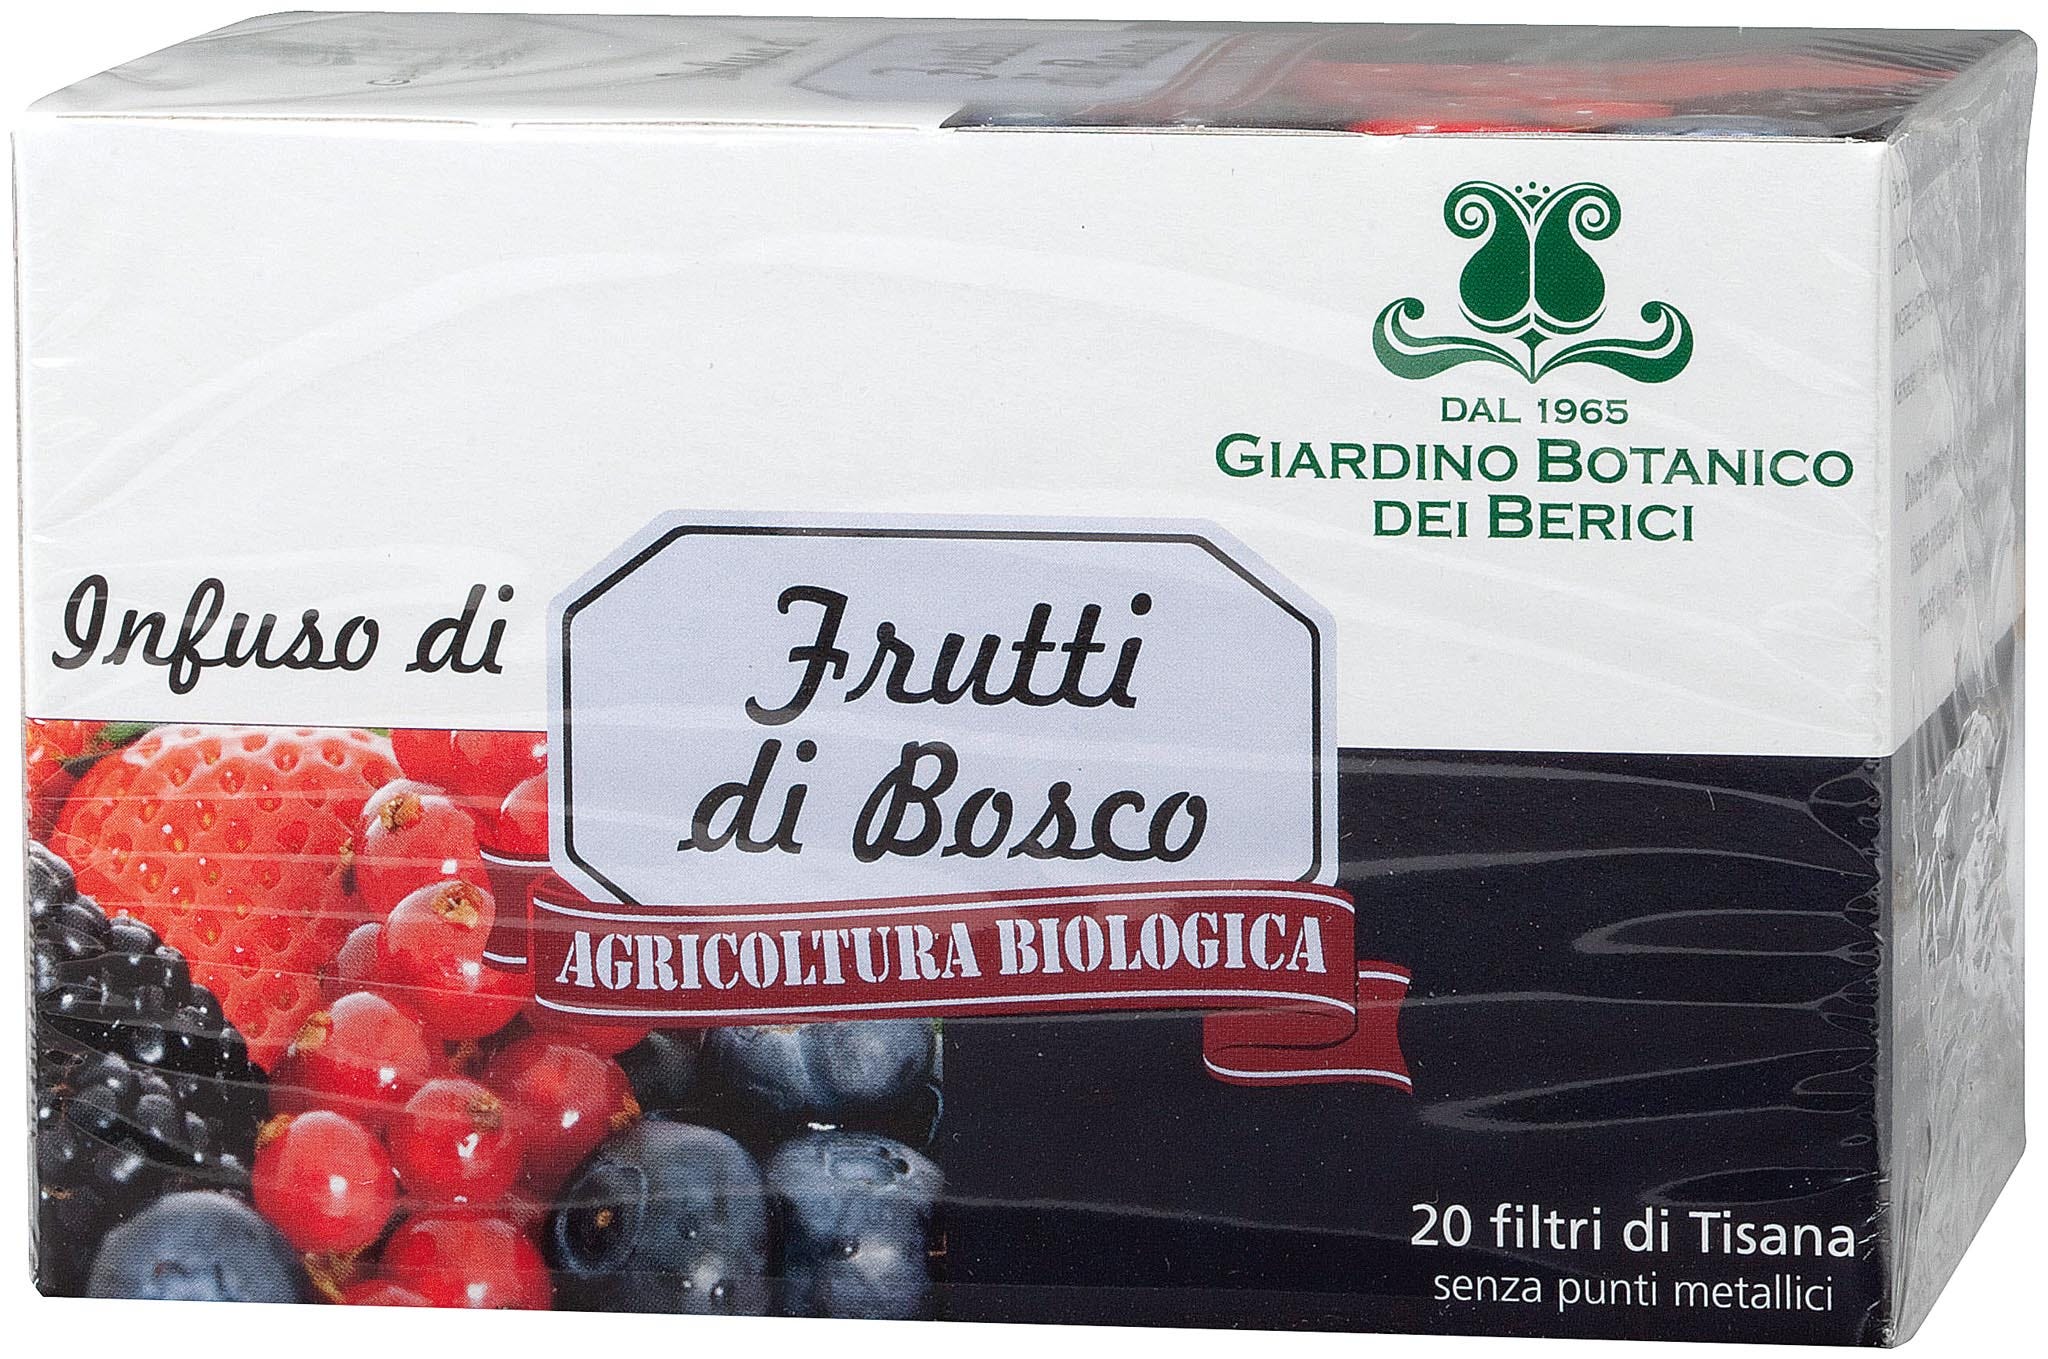 DAL 1965
GIARDINO BOTANICO
DEI BERICI
Infuso di
Frutti
di Bosco
AGRICOLTURA BIOLOGICA
20 filtri di Tisana
senza punti metallici